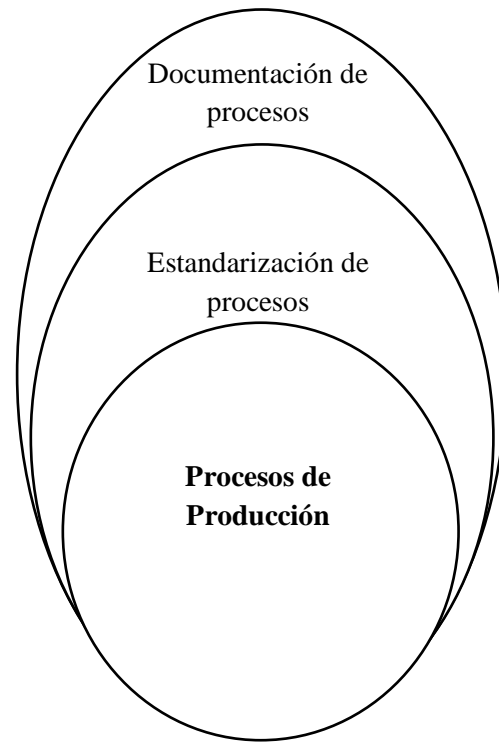 Documentación de
procesos
Estandarización de
procesos
Procesos de
Producción